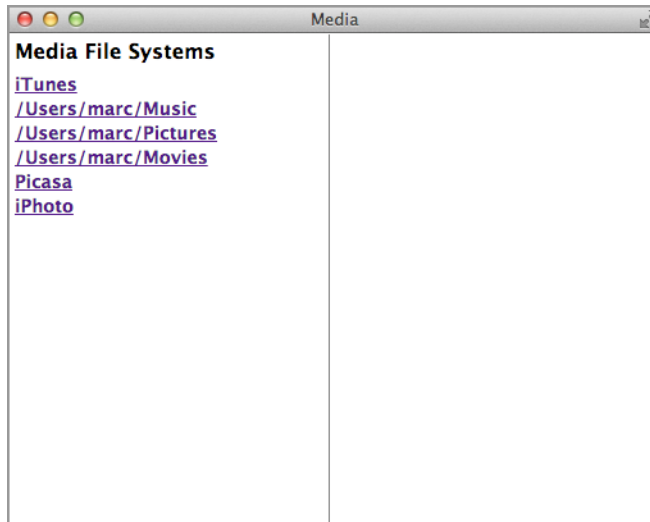 Media
Media File Systems
iTunes
/Users/marc/Music
/Users/marc/Pictures
/Users/marc/Movies
Picasa
iPhoto